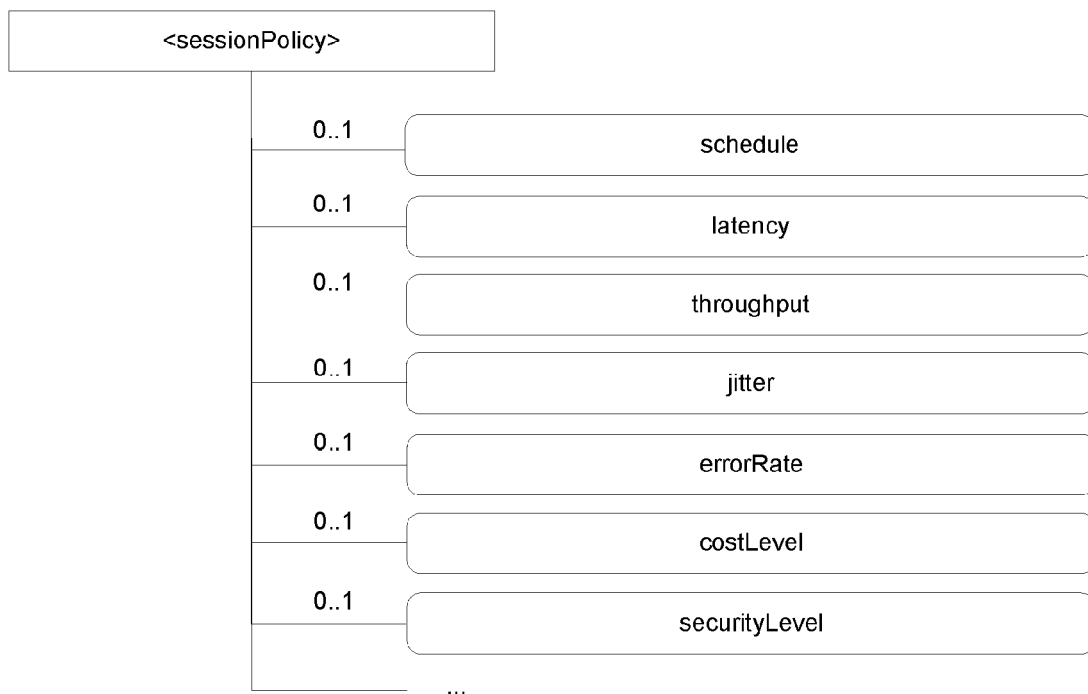 <sessionPolicy>
0..1
schedule
0..1
latency
0..1
throughput
0..1
jitter
0..1
errorRate
0..1
costLevel
0..1
securityLevel
...